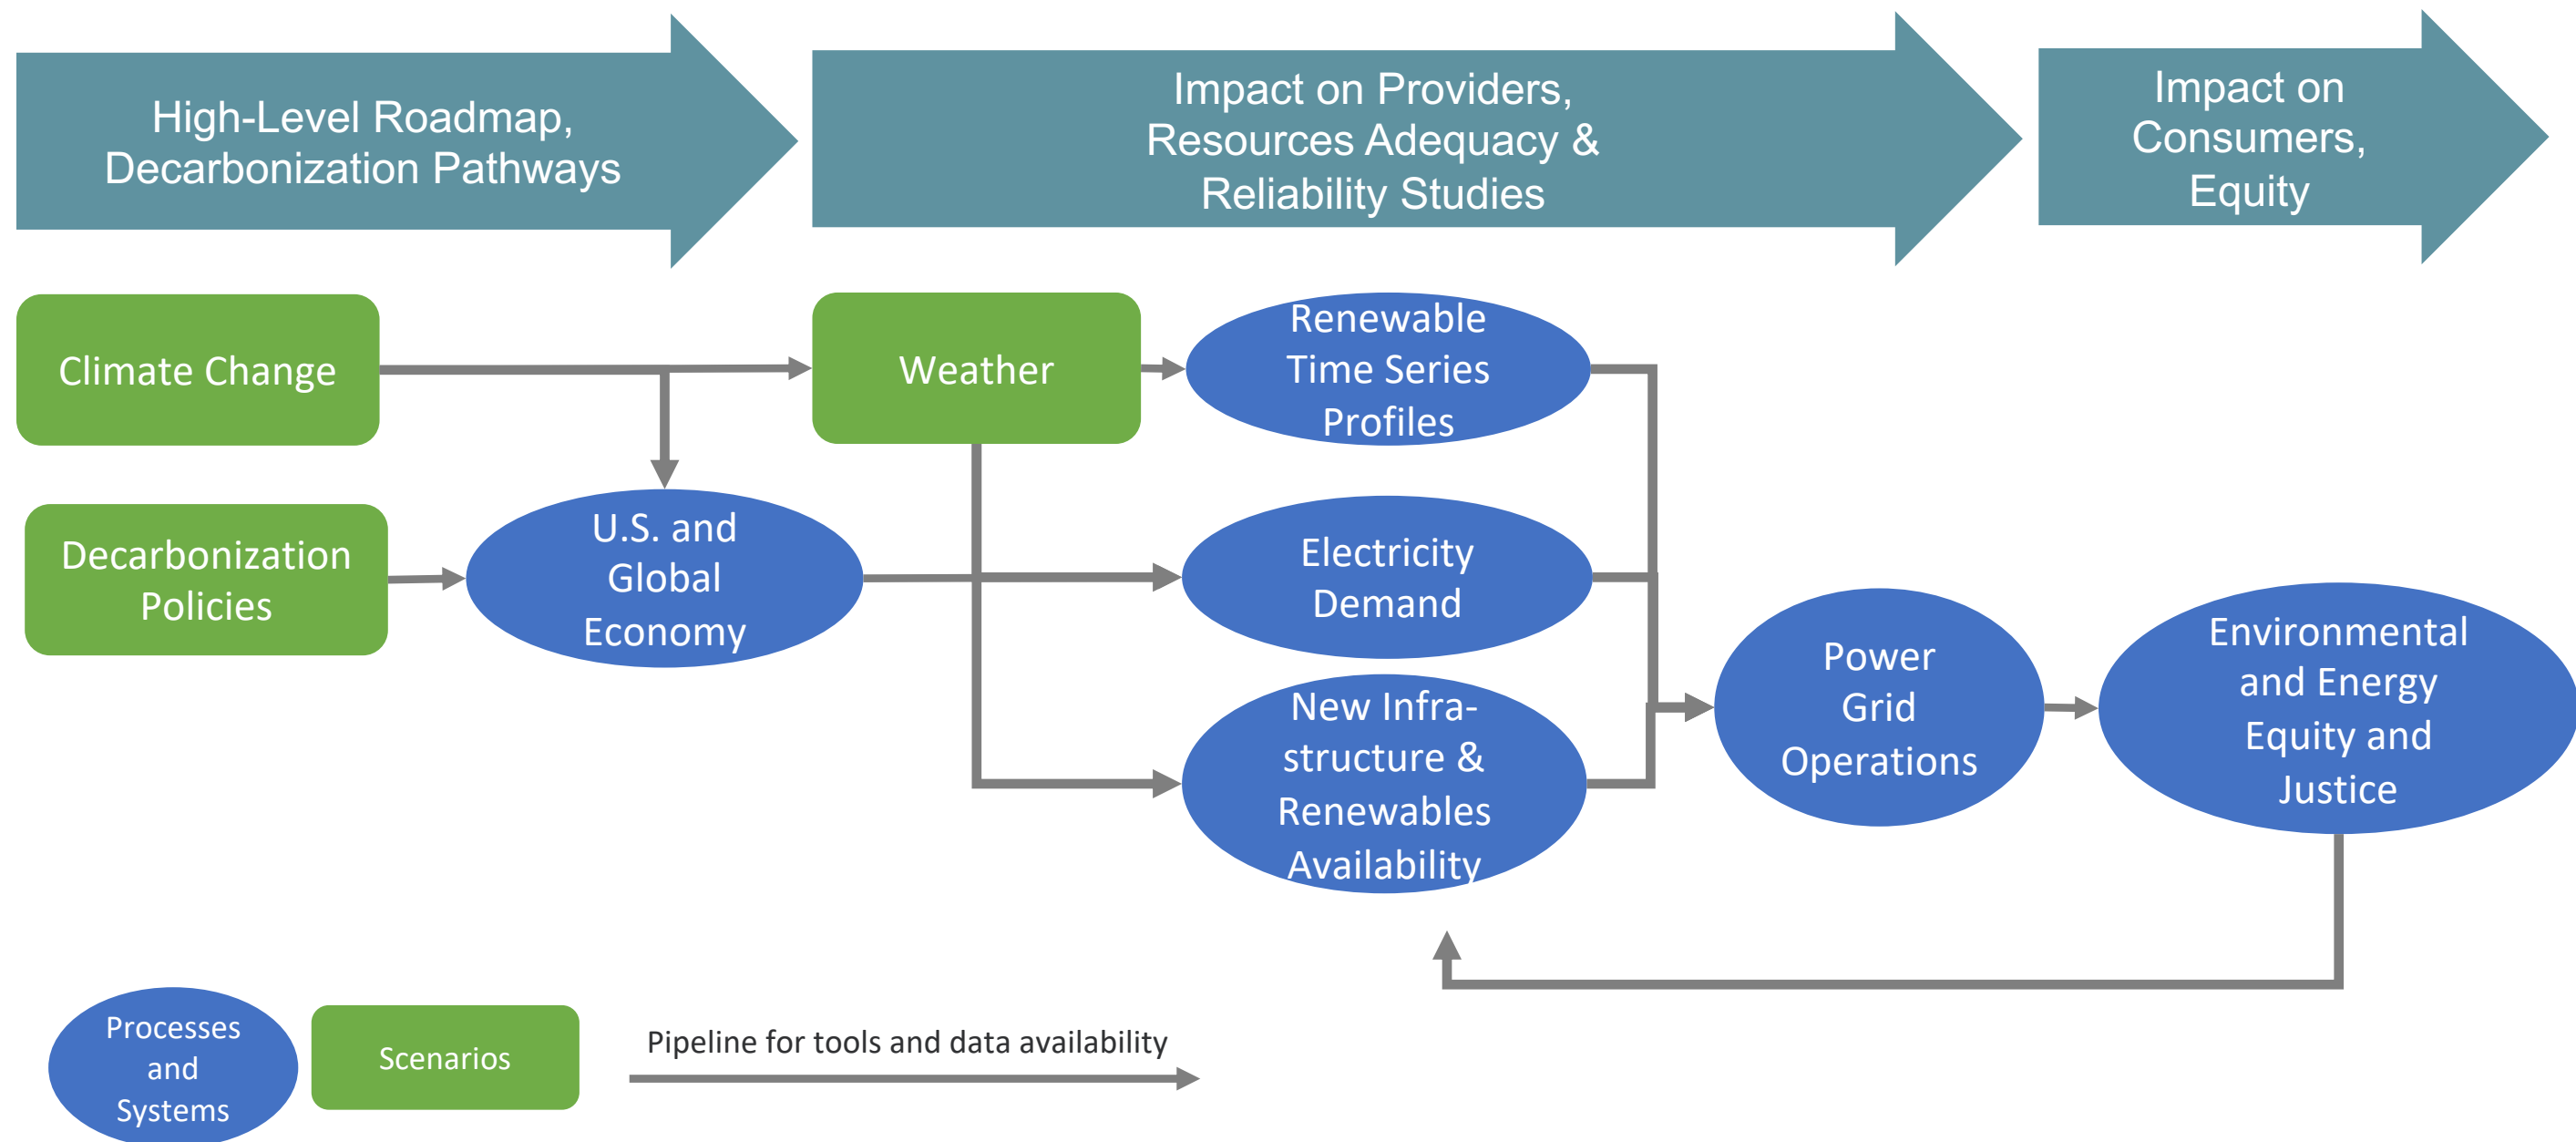 High-Level Roadmap,
Decarbonization Pathways
Impact on Providers,
Resources Adequacy &
Reliability Studies
Impact on
Consumers,
Equity
Climate Change
Weather
Renewable
Time Series
Profiles
Decarbonization
Policies
U.S. and
Global
Economy
Electricity
Demand
New Infra-
structure &
Renewables
Availability
Power
Grid
Operations
Environmental
and Energy
Equity and
Justice
Processes
and
Systems
Scenarios
Pipeline for tools and data availability